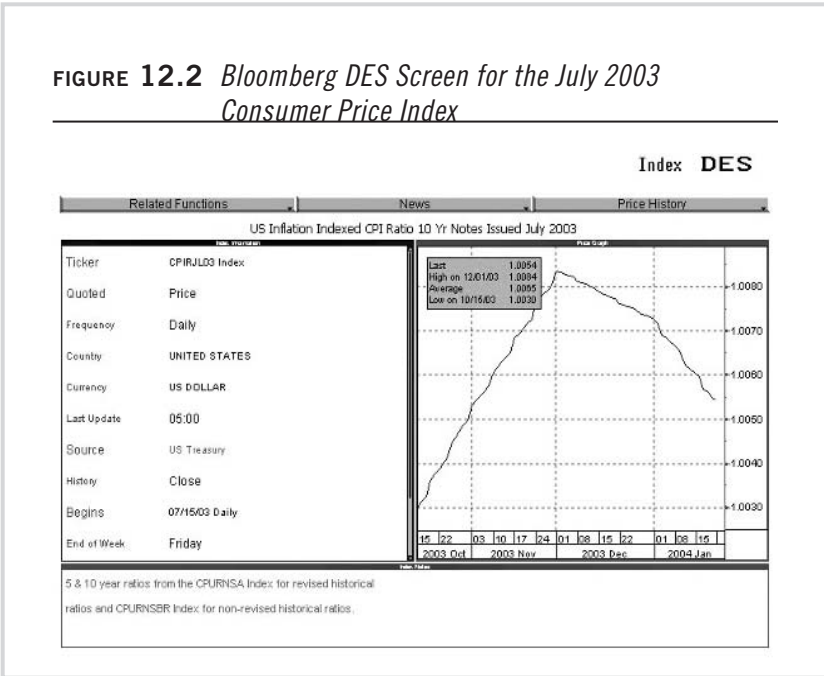 FIGURE 12.2 Bloomberg DES Screen for the July 2003
Consumer Price Index
Index DES
Related Functions
News
Price History
US Inflation Indexed CPI Ratio 10 Yr Notes Issued July 2003
Index Information
Price Graph
Ticker CPIRJL03 Index
Quoted Price
Frequency Daily
Country UNITED STATES
Currency US DOLLAR
Last Update 05:00
Source US Treasury
History Close
Begins 07/15/03 Daily
End of Week Friday
Last 1.0054
High on 12/01/03 1.0084
Average 1.0065
Low on 10/15/03 1.0030
1.0080
1.0070
1.0060
1.0050
1.0040
1.0030
15 22 03 10 17 24 01 08 15 22 01 08 15
2003 Oct 2003 Nov 2003 Dec 2004 Jan
Index Notes
5 & 10 year ratios from the CPURNSA Index for revised historical
ratios and CPURNSBR Index for non-revised historical ratios.